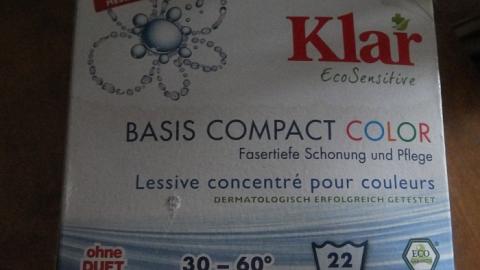 Klar
EcoSensitive
BASIS COMPACT COLOR
Fasertiefe Schonung und Pflege
Lessive concentré pour couleurs
DERMATOLOGISCH ERFOLGREICH GETESTET
ohne
DUFT
30 – 60°
22
ECO